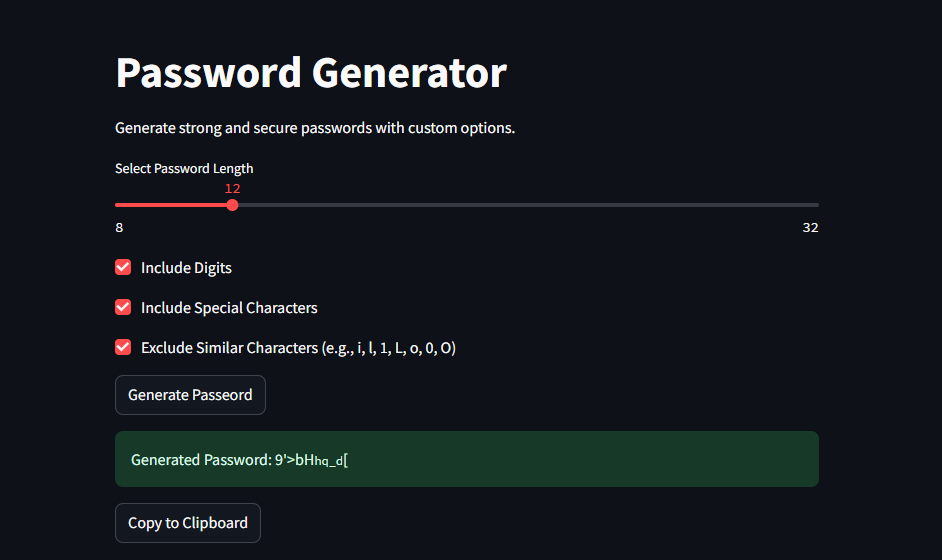 Password Generator
Generate strong and secure passwords with custom options.
Select Password Length
12
8 32
Include Digits
Include Special Characters
Exclude Similar Characters (e.g., i, l, 1, L, o, 0, O)
Generate Passeord
Generated Password: 9'>bHhq_d[
Copy to Clipboard